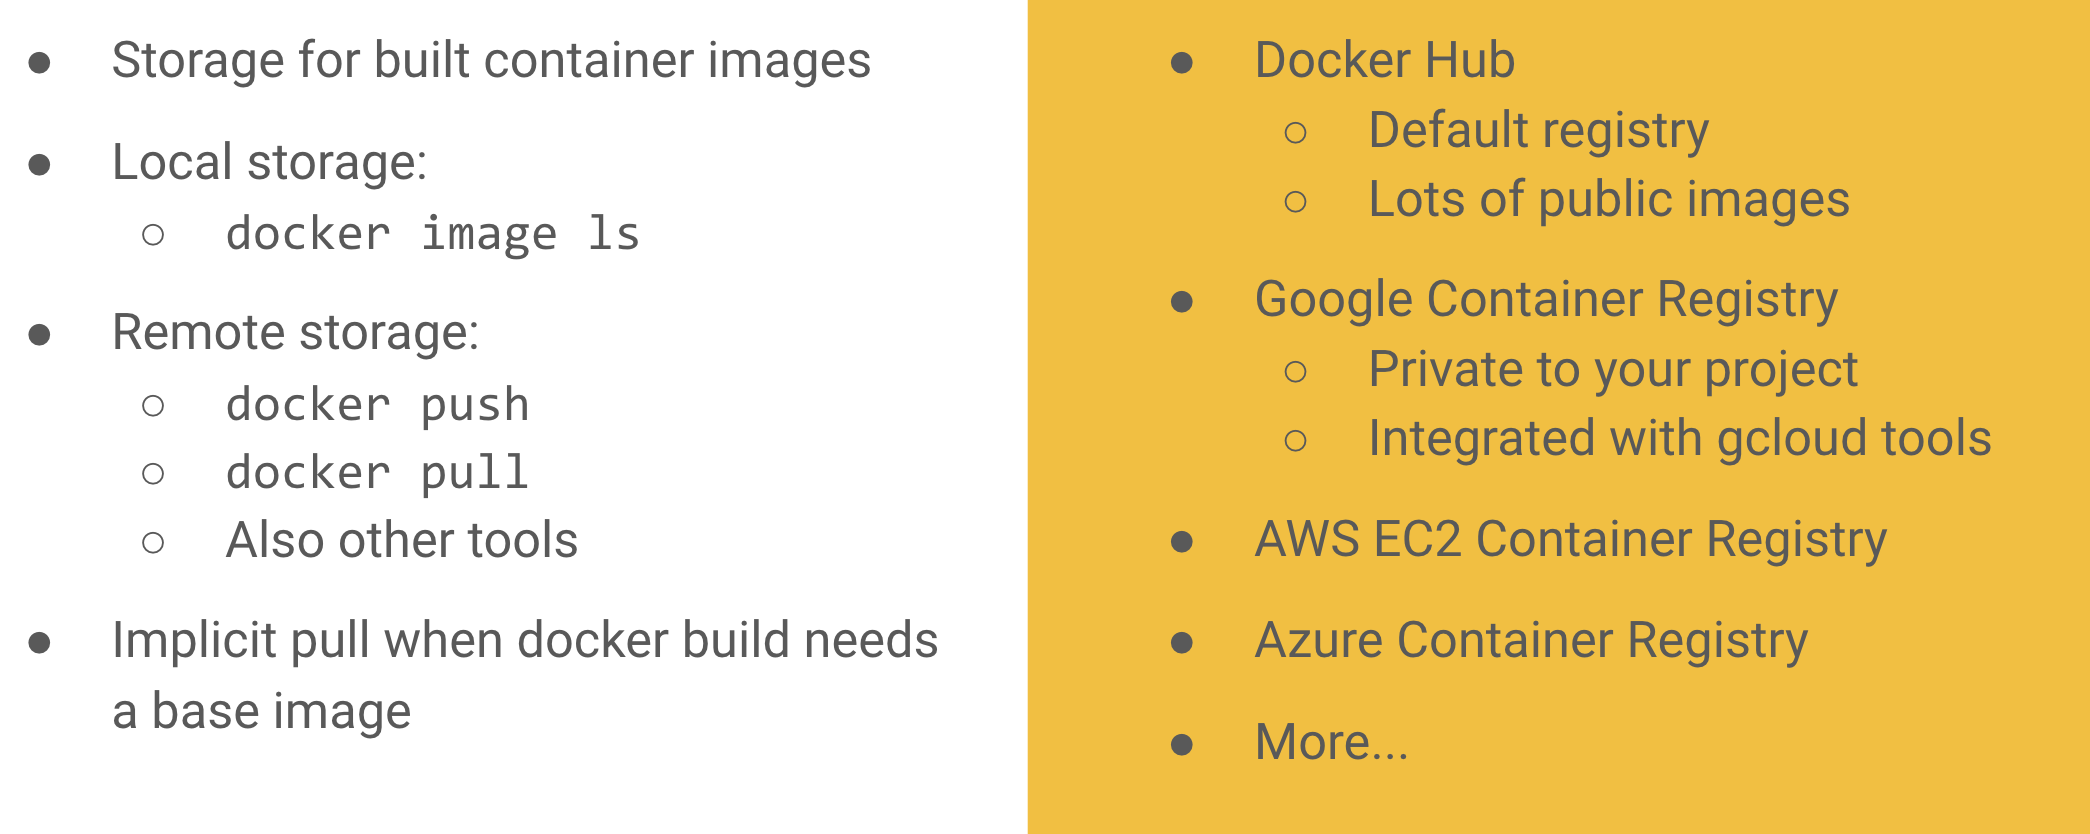 ● Storage for built container images
● Local storage:
○ docker image ls
● Remote storage:
○ docker push
○ docker pull
○ Also other tools
● Implicit pull when docker build needs
a base image
● Docker Hub
○ Default registry
○ Lots of public images
● Google Container Registry
○ Private to your project
○ Integrated with gcloud tools
● AWS EC2 Container Registry
● Azure Container Registry
● More...